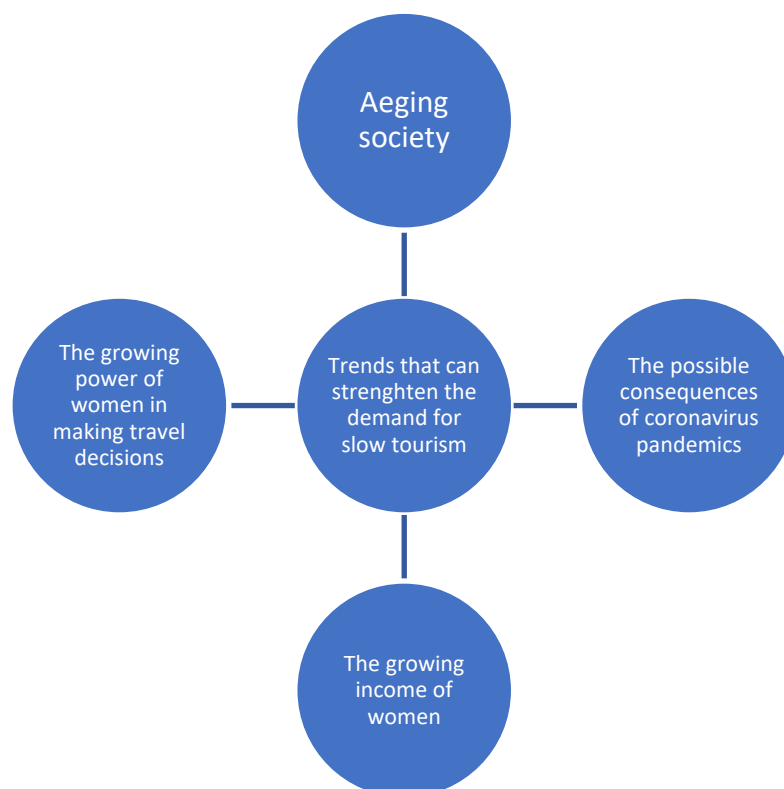 Aeging
society
The growing
power of
women in
making travel
decisions
Trends that can
strenghten the
demand for
slow tourism
The possible
consequences
of coronavirus
pandemics
The growing
income of
women